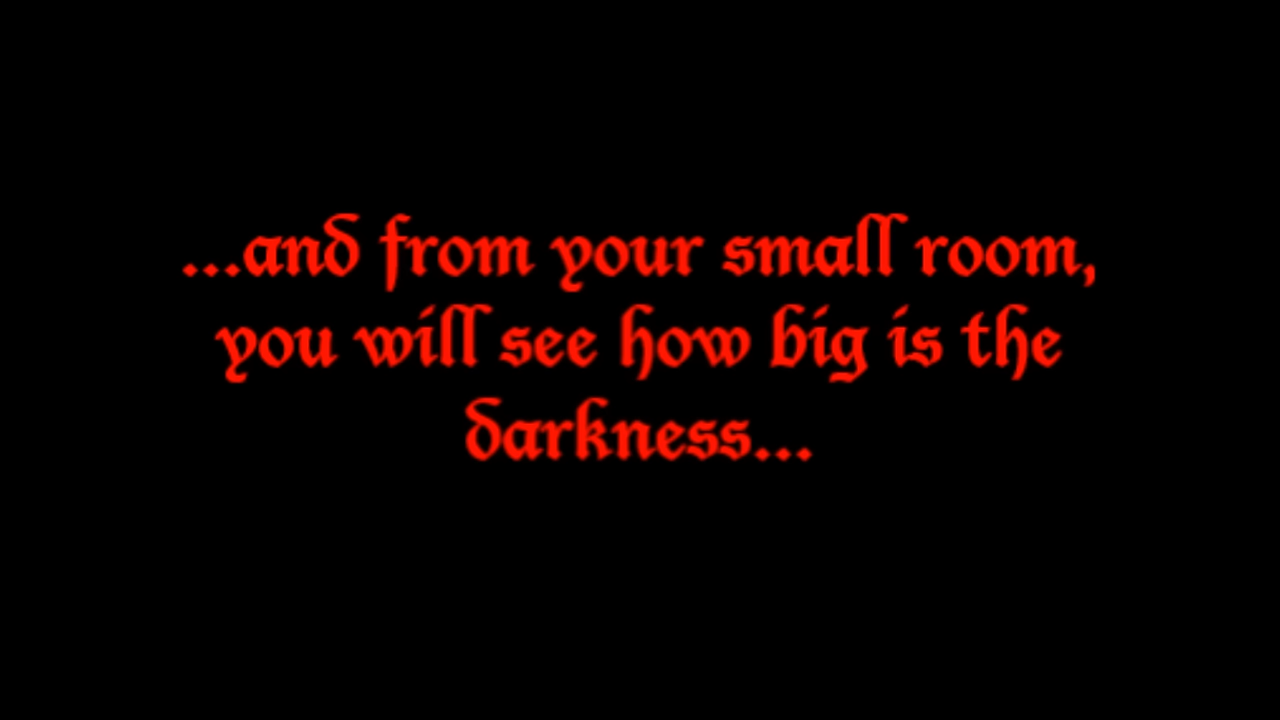 ...and from your small room,
you will see how big is the
darkness...